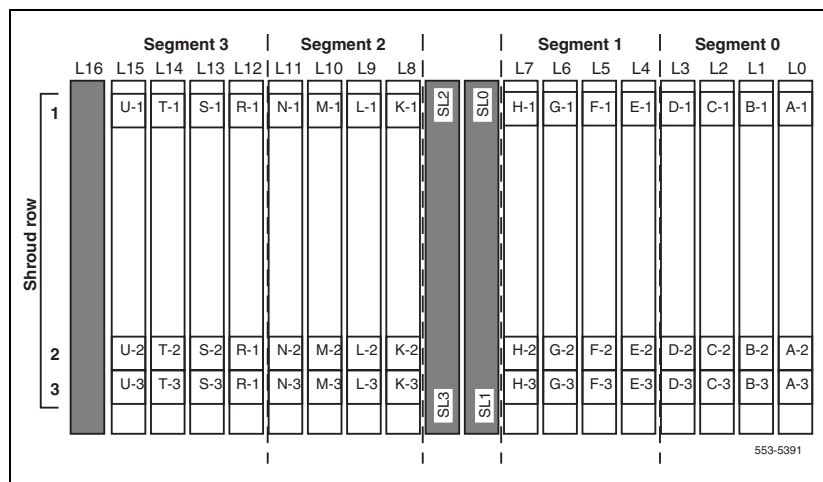 Segment 3 Segment 2 Segment 1 Segment 0
L16 L15 L14 L13 L12 L11 L10 L9 L8 L7 L6 L5 L4 L3 L2 L1 L0
SL2 SL0
1 U-1 T-1 S-1 R-1 N-1 M-1 L-1 K-1 H-1 G-1 F-1 E-1 D-1 C-1 B-1 A-1
Shroud row
2 U-2 T-2 S-2 R-1 N-2 M-2 L-2 K-2 H-2 G-2 F-2 E-2 D-2 C-2 B-2 A-2
3 U-3 T-3 S-3 R-1 N-3 M-3 L-3 K-3 H-3 G-3 F-3 E-3 D-3 C-3 B-3 A-3
SL3 SL1
553-5391